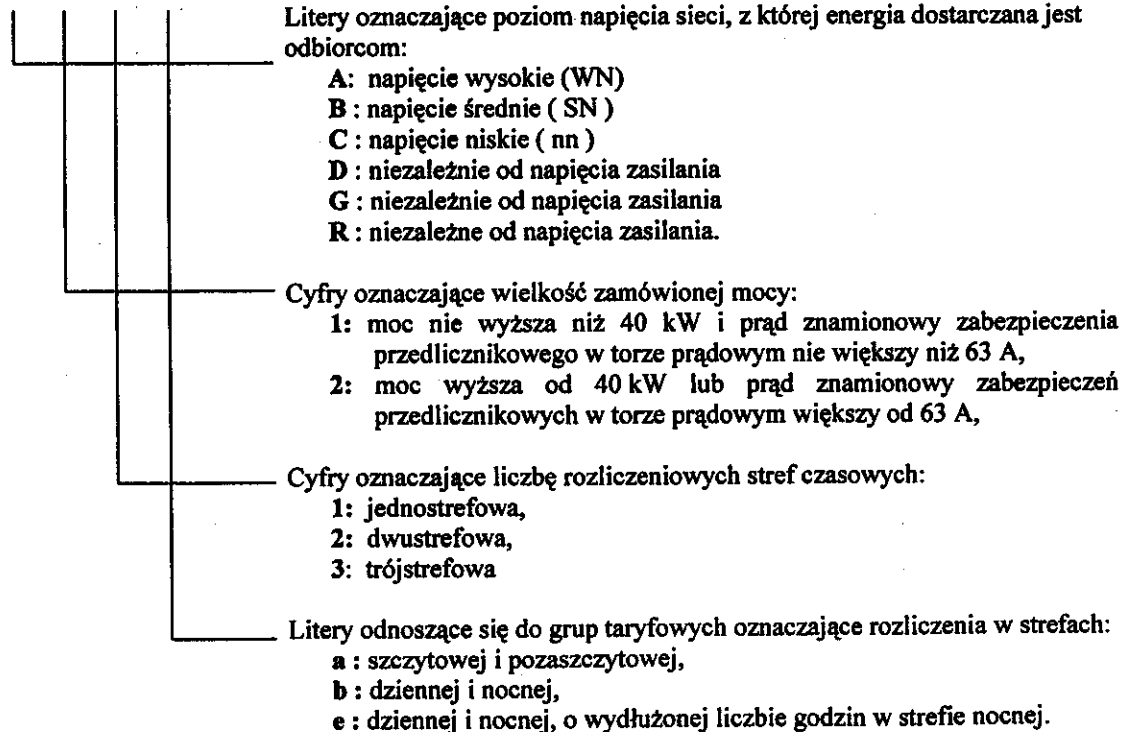 Litery oznaczające poziom napięcia sieci, z której energia dostarczana jest
odbiorcom:
A: napięcie wysokie (WN)
B : napięcie średnie ( SN )
C : napięcie niskie ( nn )
D : niezależnie od napięcia zasilania
G : niezależnie od napięcia zasilania
R : niezależne od napięcia zasilania.
Cyfry oznaczające wielkość zamówionej mocy:
1: moc nie wyższa niż 40 kW i prąd znamionowy zabezpieczenia
przedlicznikowego w torze prądowym nie większy niż 63 A,
2: moc wyższa od 40 kW lub prąd znamionowy zabezpieczeń
przedlicznikowych w torze prądowym większy od 63 A,
Cyfry oznaczające liczbę rozliczeniowych stref czasowych:
1: jednostrefowa,
2: dwustrefowa,
3: trójstrefowa
Litery odnoszące się do grup taryfowych oznaczające rozliczenia w strefach:
a : szczytowej i pozaszczytowej,
b : dziennej i nocnej,
e : dziennej i nocnej, o wydłużonej liczbie godzin w strefie nocnej.